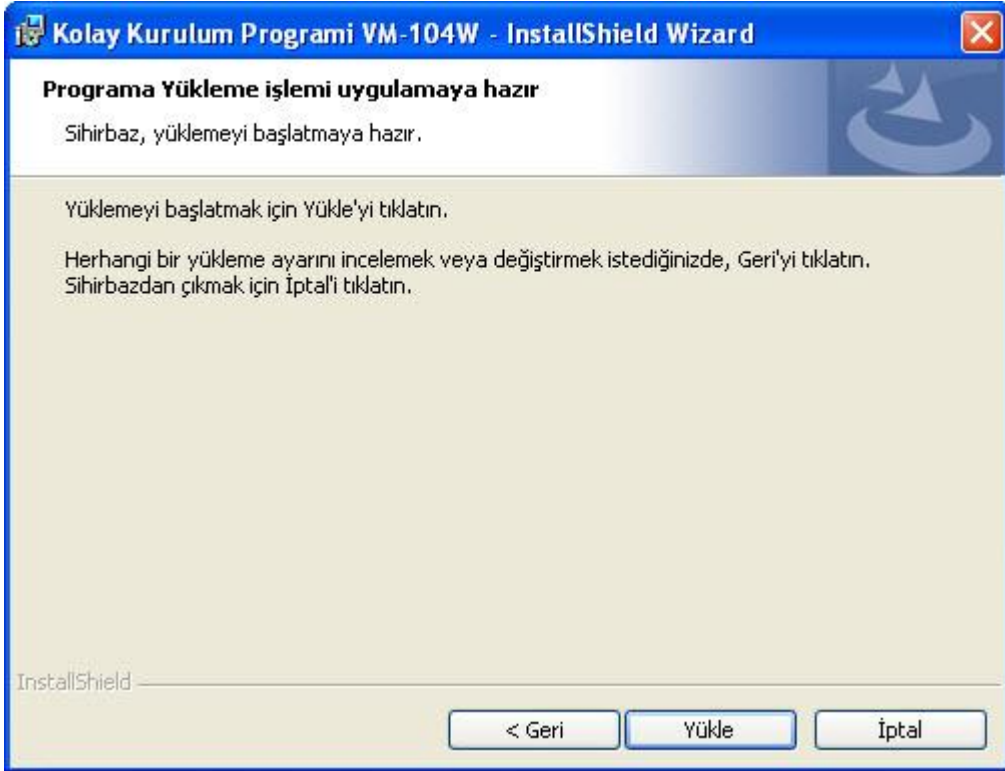 Kolay Kurulum Programi VM-104W - InstallShield Wizard
Programa Yükleme işlemi uygulamaya hazır
Sihirbaz, yüklemeyi başlatmaya hazır.
Yüklemeyi başlatmak için Yükle'yi tıklatın.
Herhangi bir yükleme ayarını incelemek veya değiştirmek istediğinizde, Geri'yi tıklatın.
Sihirbazdan çıkmak için İptal'i tıklatın.
InstallShield
< Geri Yükle İptal